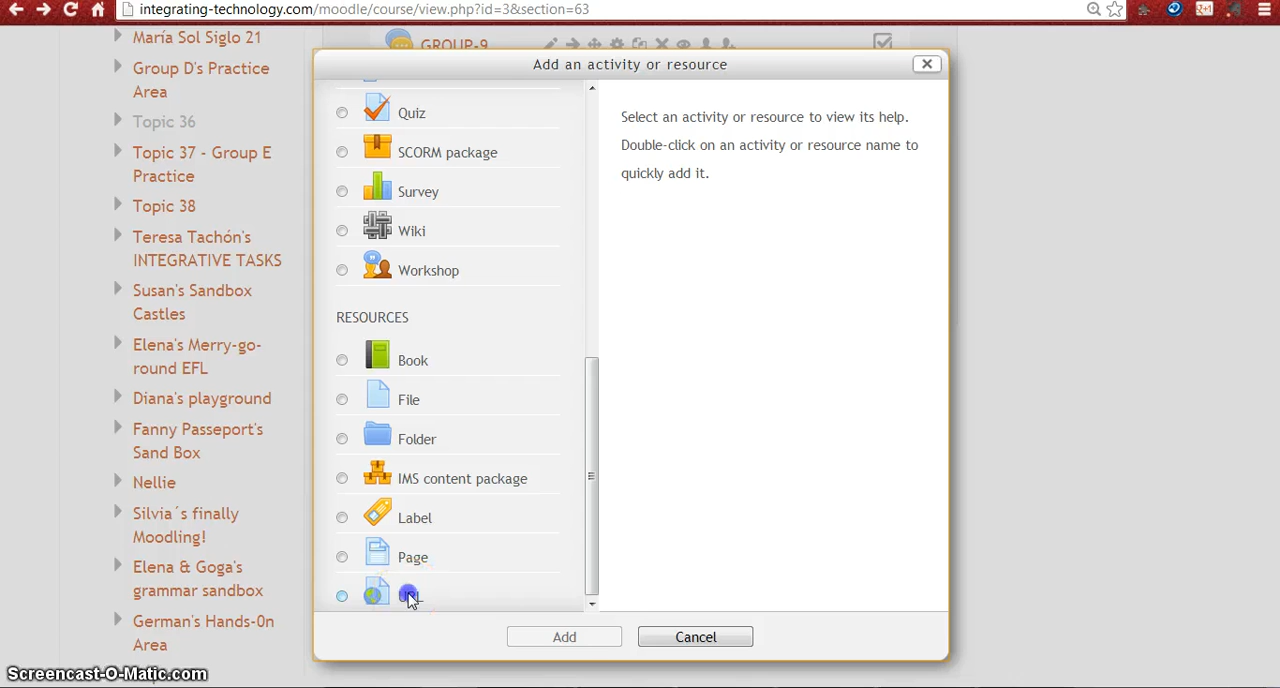 integrating-technology.com/moodle/course/view.php?id=3&section=63
María Sol Siglo 21
Group D's Practice
Area
Topic 36
Topic 37 - Group E
Practice
Topic 38
Teresa Tachón's
INTEGRATIVE TASKS
Susan's Sandbox
Castles
Elena's Merry-go-
round EFL
Diana's playground
Fanny Passeport's
Sand Box
Nellie
Silvia´s finally
Moodling!
Elena & Goga's
grammar sandbox
German's Hands-0n
Area
GROUP-9
Add an activity or resource
Quiz
SCORM package
Survey
Wiki
Workshop
RESOURCES
Book
File
Folder
IMS content package
Label
Page
Select an activity or resource to view its help.
Double-click on an activity or resource name to
quickly add it.
Add
Cancel
Screencast-O-Matic.com